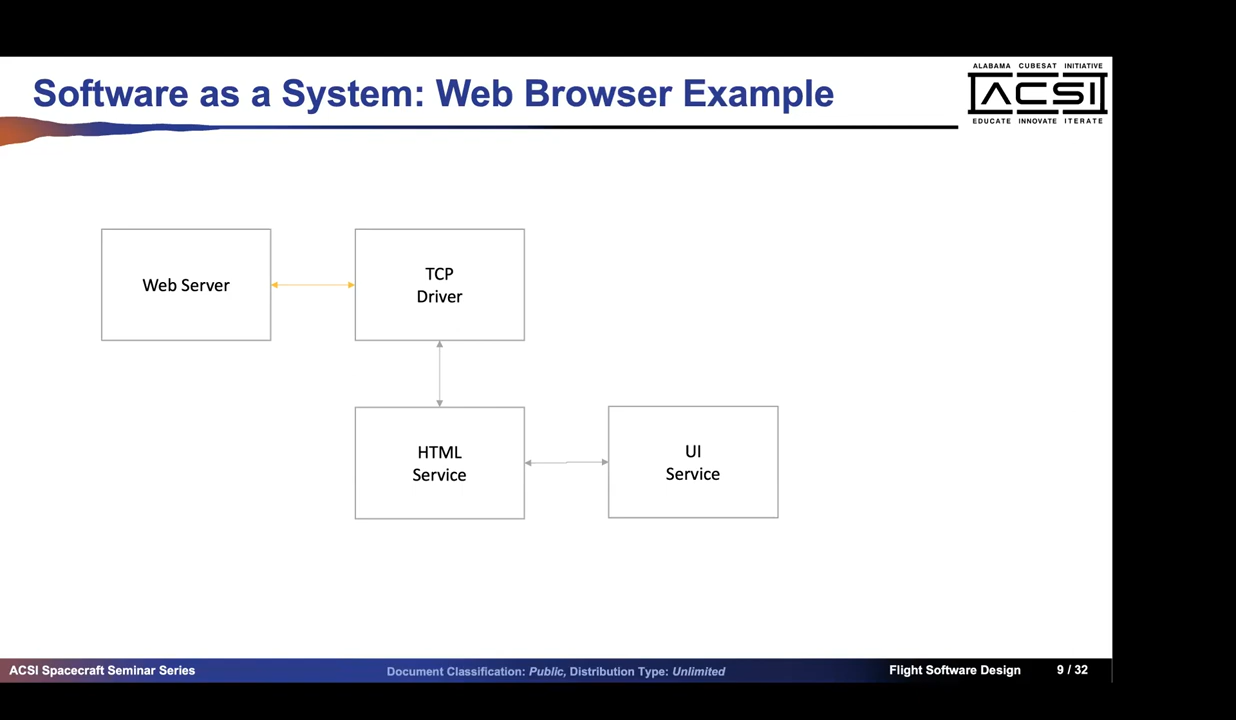 Software as a System: Web Browser Example
ALABAMA CUBESAT INITIATIVE
ACSI
EDUCATE INNOVATE ITERATE
Web Server
TCP
Driver
HTML
Service
UI
Service
ACSI Spacecraft Seminar Series
Document Classification: Public, Distribution Type: Unlimited
Flight Software Design
9 / 32